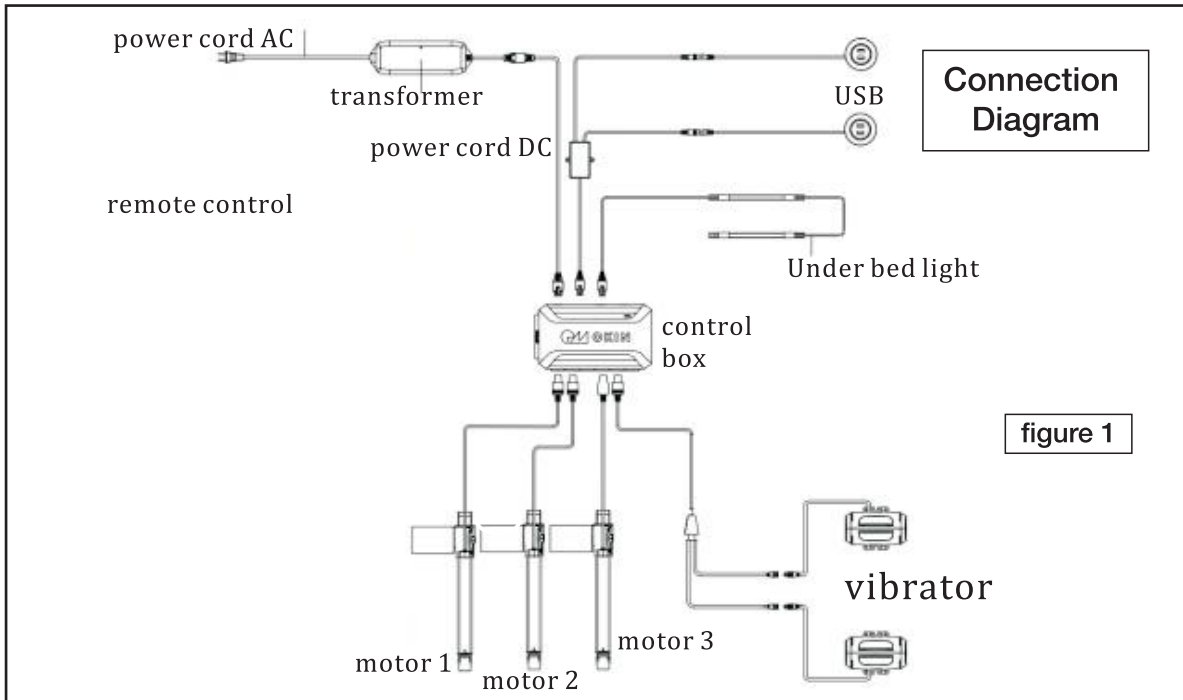 power cord AC
transformer
USB
Connection
Diagram
power cord DC
remote control
Under bed light
OKIN
control
box
figure 1
vibrator
motor 3
motor 1
motor 2